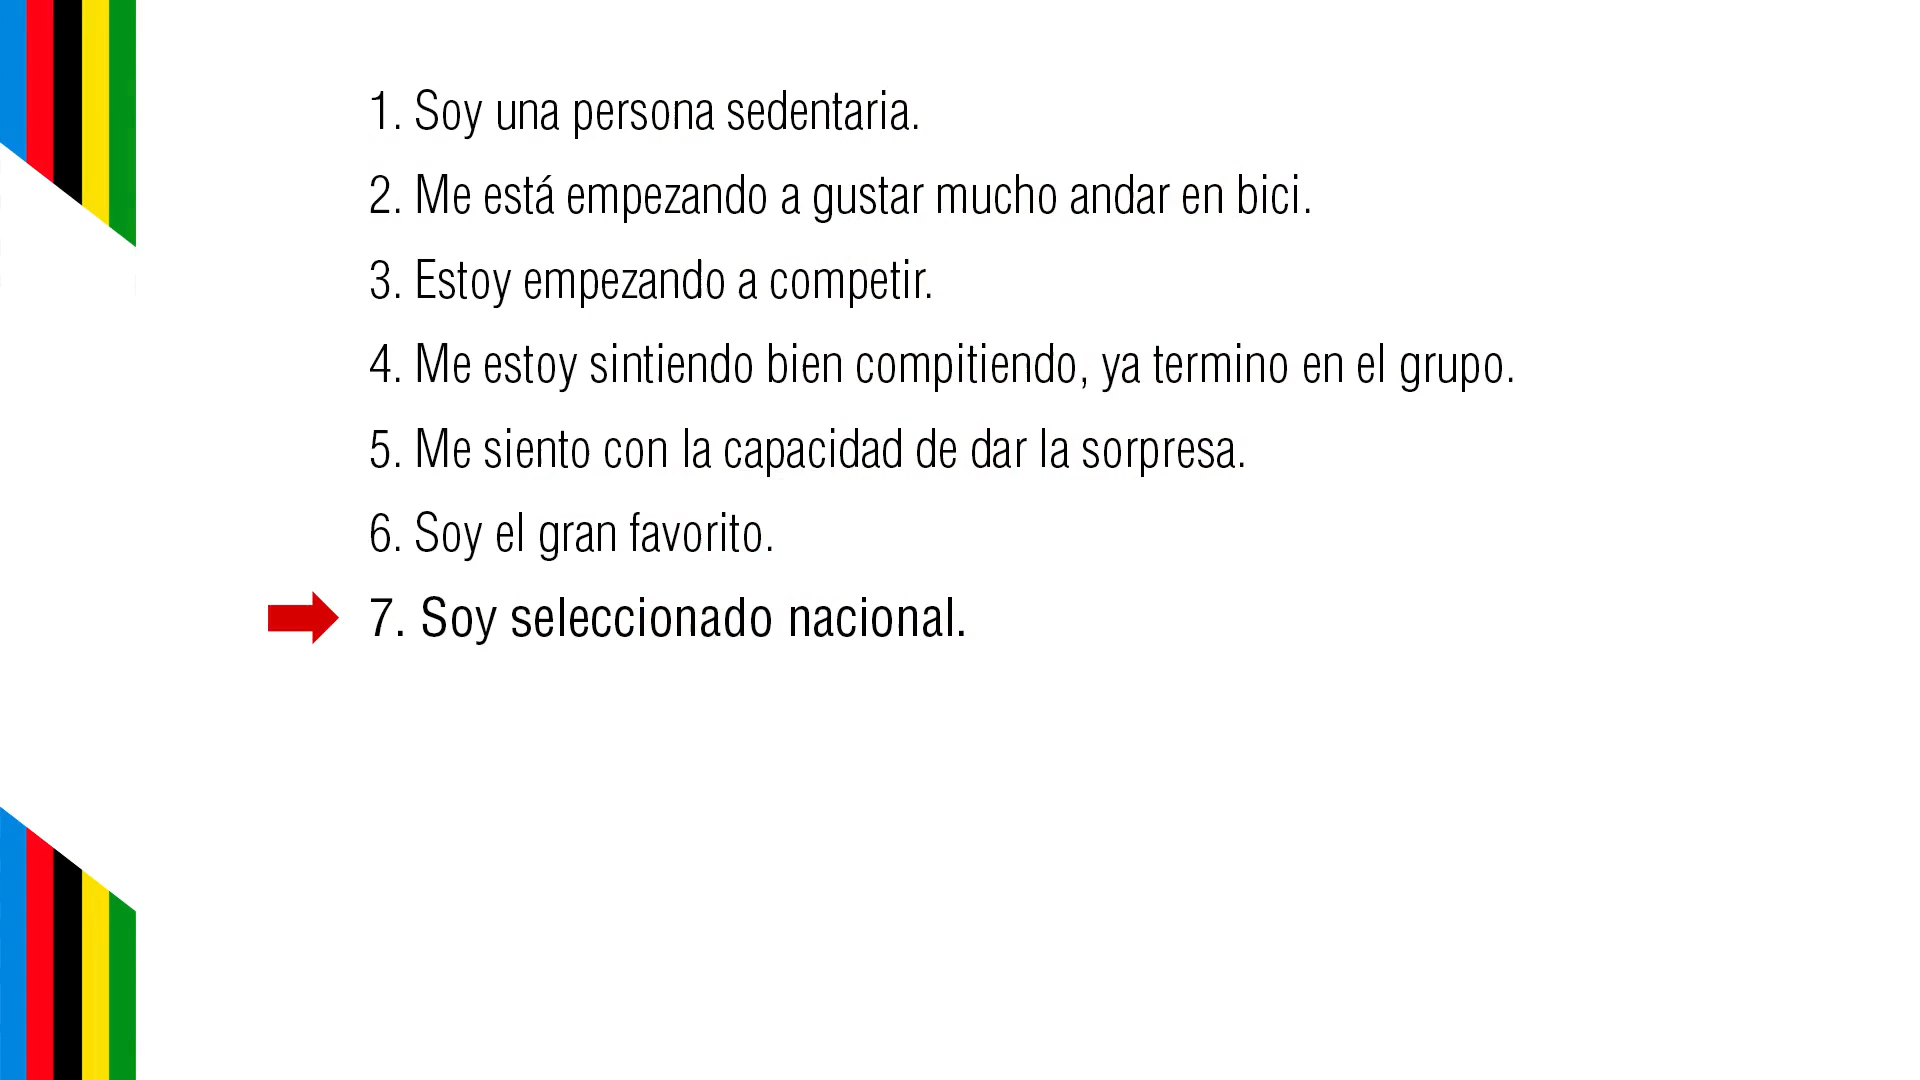 1. Soy una persona sedentaria.
2. Me está empezando a gustar mucho andar en bici.
3. Estoy empezando a competir.
4. Me estoy sintiendo bien compitiendo, ya termino en el grupo.
5. Me siento con la capacidad de dar la sorpresa.
6. Soy el gran favorito.
7. Soy seleccionado nacional.